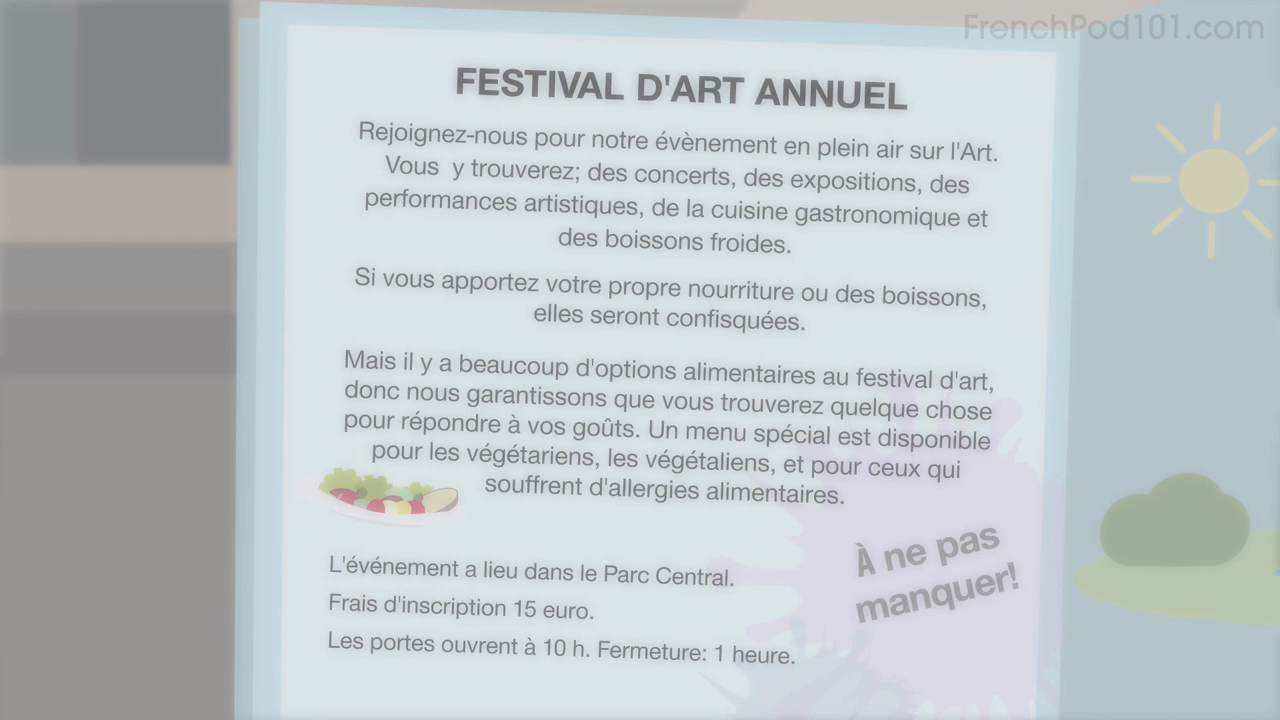 FrenchPod101.com
FESTIVAL D'ART ANNUEL
Rejoignez-nous pour notre évènement en plein air sur l'Art.
Vous y trouverez; des concerts, des expositions, des
performances artistiques, de la cuisine gastronomique et
des boissons froides.
Si vous apportez votre propre nourriture ou des boissons,
elles seront confisquées.
Mais il y a beaucoup d'options alimentaires au festival d'art,
donc nous garantissons que vous trouverez quelque chose
pour répondre à vos goûts. Un menu spécial est disponible
pour les végétariens, les végétaliens, et pour ceux qui
souffrent d'allergies alimentaires.
À ne pas
manquer!
L'événement a lieu dans le Parc Central.
Frais d'inscription 15 euro.
Les portes ouvrent à 10 h. Fermeture: 1 heure.